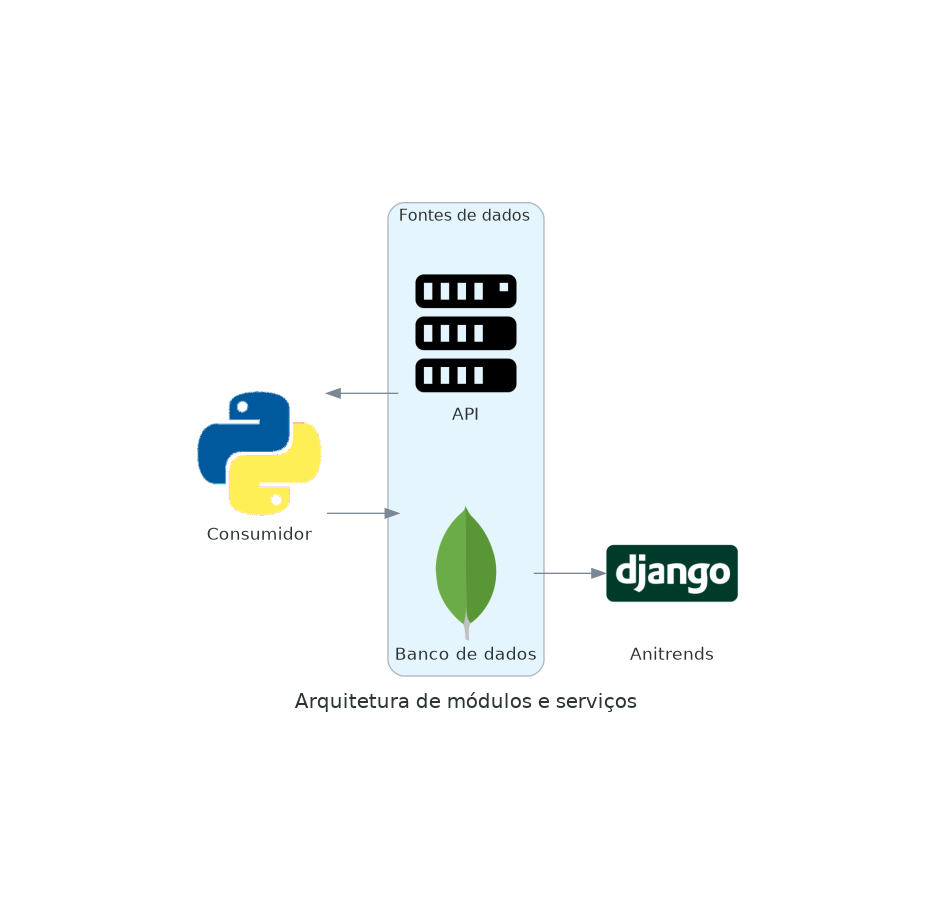 Fontes de dados
API
Consumidor
django
Banco de dados
Anitrends
Arquitetura de módulos e serviços